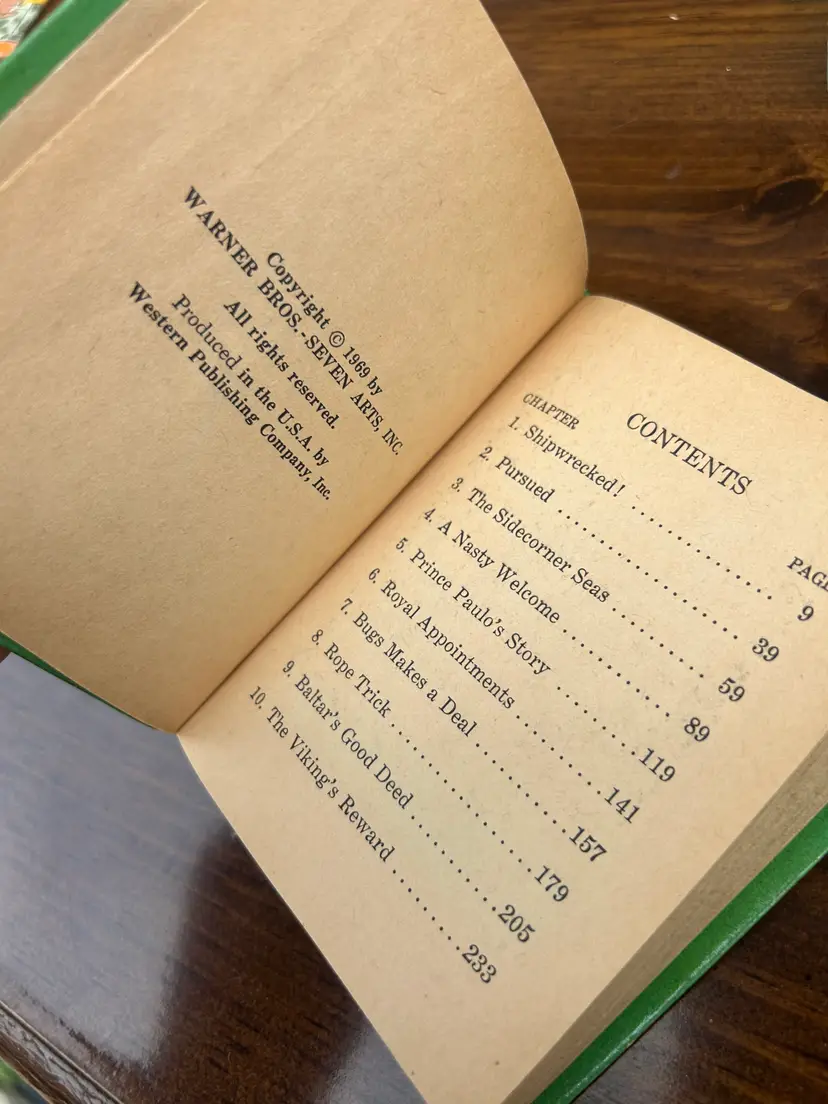 Copyright © 1969 by
WARNER BROS.-SEVEN ARTS, INC.
All rights reserved.
Produced in the U.S.A. by
Western Publishing Company, Inc.
CONTENTS
CHAPTER PAGE
1. Shipwrecked! .................... 9
2. Pursued .................... 39
3. The Sidecorner Seas .................... 59
4. A Nasty Welcome .................... 89
5. Prince Paulo's Story .................... 119
6. Royal Appointments .................... 141
7. Bugs Makes a Deal .................... 157
8. Rope Trick .................... 179
9. Baltar's Good Deed .................... 205
10. The Viking's Reward .................... 233